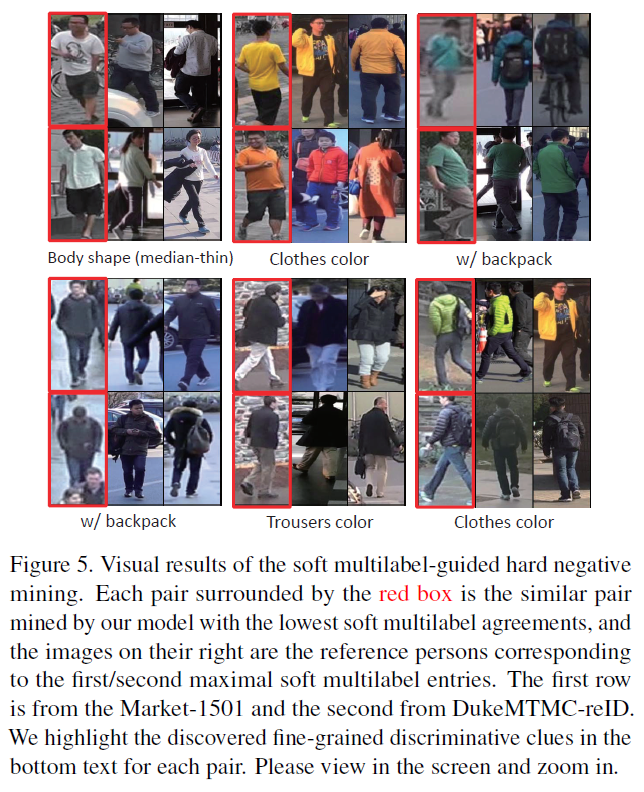 Body shape (median-thin) Clothes color w/ backpack
w/ backpack Trousers color Clothes color
Figure 5. Visual results of the soft multilabel-guided hard negative
mining. Each pair surrounded by the red box is the similar pair
mined by our model with the lowest soft multilabel agreements, and
the images on their right are the reference persons corresponding
to the first/second maximal soft multilabel entries. The first row
is from the Market-1501 and the second from DukeMTMC-reID.
We highlight the discovered fine-grained discriminative clues in the
bottom text for each pair. Please view in the screen and zoom in.